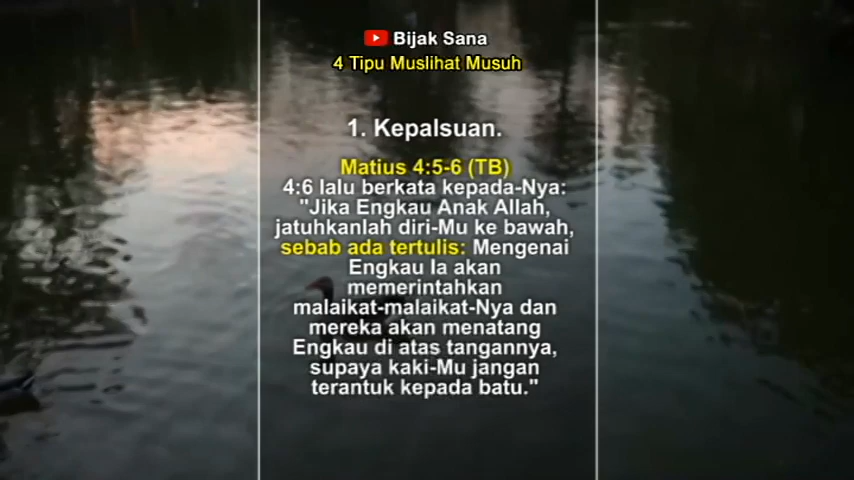 Bijak Sana
4 Tipu Muslihat Musuh
1. Kepalsuan.
Matius 4:5-6 (TB)
4:6 lalu berkata kepada-Nya:
"Jika Engkau Anak Allah,
jatuhkanlah diri-Mu ke bawah,
sebab ada tertulis: Mengenai
Engkau Ia akan
memerintahkan
malaikat-malaikat-Nya dan
mereka akan menatang
Engkau di atas tangannya,
supaya kaki-Mu jangan
terantuk kepada batu."